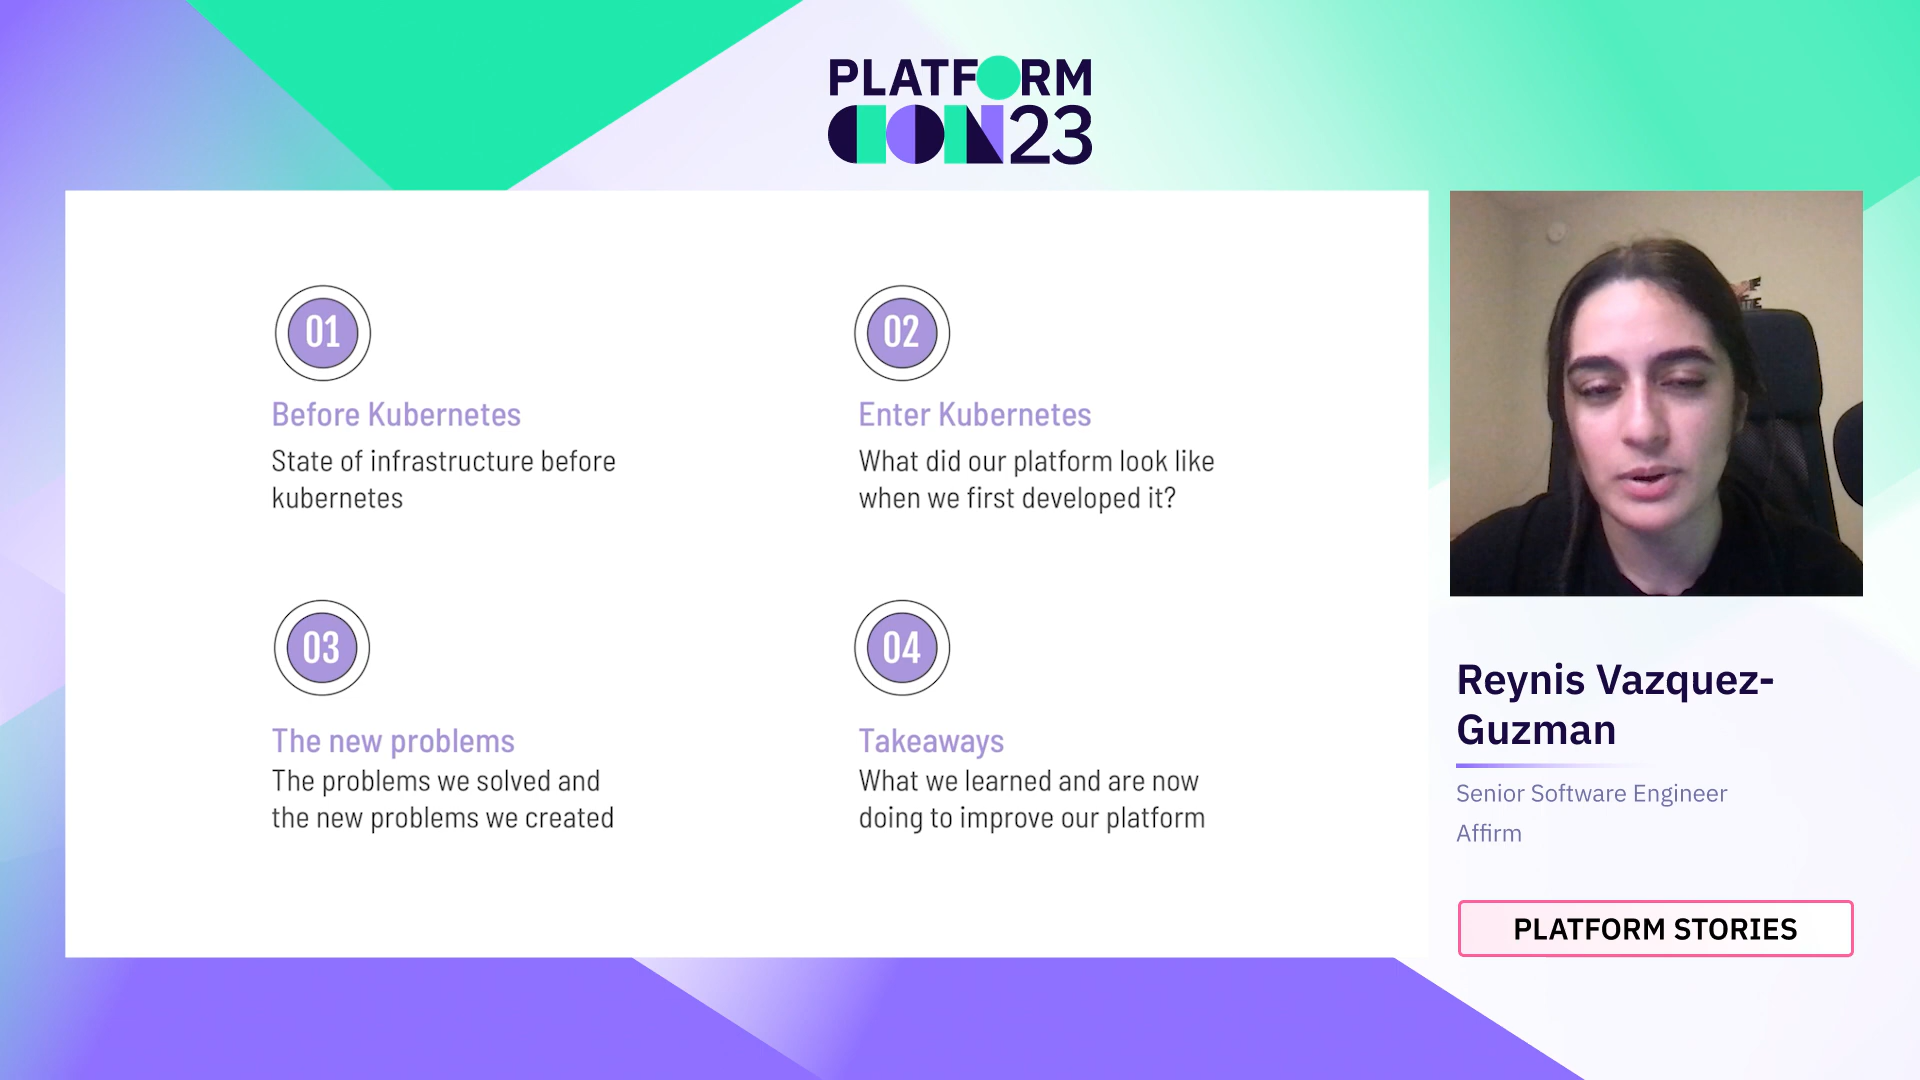 PLATFORM
CON23
01
Before Kubernetes
State of infrastructure before
kubernetes
02
Enter Kubernetes
What did our platform look like
when we first developed it?
03
The new problems
The problems we solved and
the new problems we created
04
Takeaways
What we learned and are now
doing to improve our platform
Reynis Vazquez-
Guzman
Senior Software Engineer
Affirm
PLATFORM STORIES